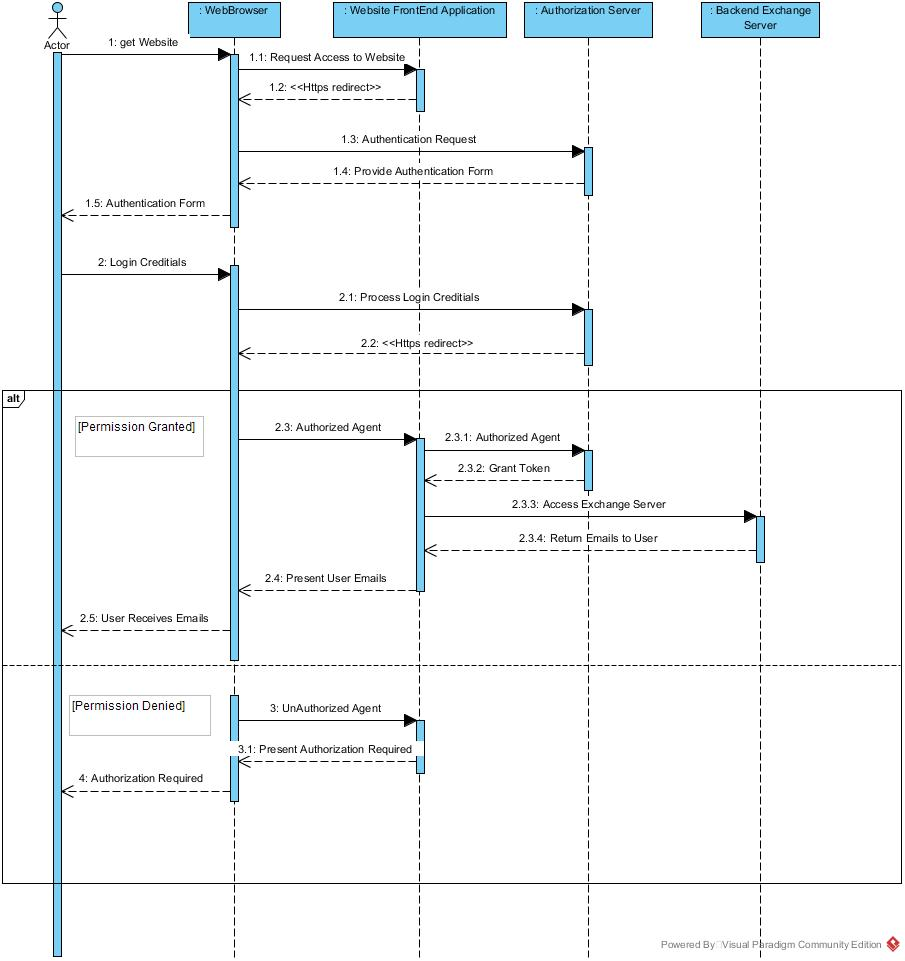 : WebBrowser
: Website FrontEnd Application
: Authorization Server
: Backend Exchange
Server
Actor
1: get Website
1.1: Request Access to Website
1.2: <<Https redirect>>
1.3: Authentication Request
1.4: Provide Authentication Form
1.5: Authentication Form
2: Login Creditials
2.1: Process Login Creditials
2.2: <<Https redirect>>
alt
[Permission Granted]
2.3: Authorized Agent
2.3.1: Authorized Agent
2.3.2: Grant Token
2.3.3: Access Exchange Server
2.3.4: Return Emails to User
2.4: Present User Emails
2.5: User Receives Emails
[Permission Denied]
3: UnAuthorized Agent
3.1: Present Authorization Required
4: Authorization Required
Powered By Visual Paradigm Community Edition